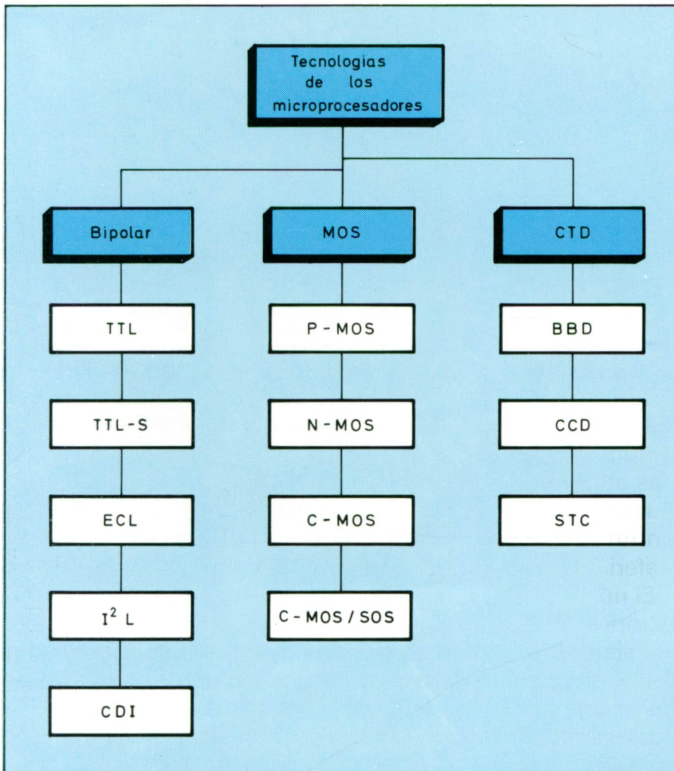 Tecnologías
de los
microprocesadores
Bipolar
MOS
CTD
TTL
P-MOS
BBD
TTL-S
N-MOS
CCD
ECL
C-MOS
STC
I² L
C-MOS/SOS
CDI